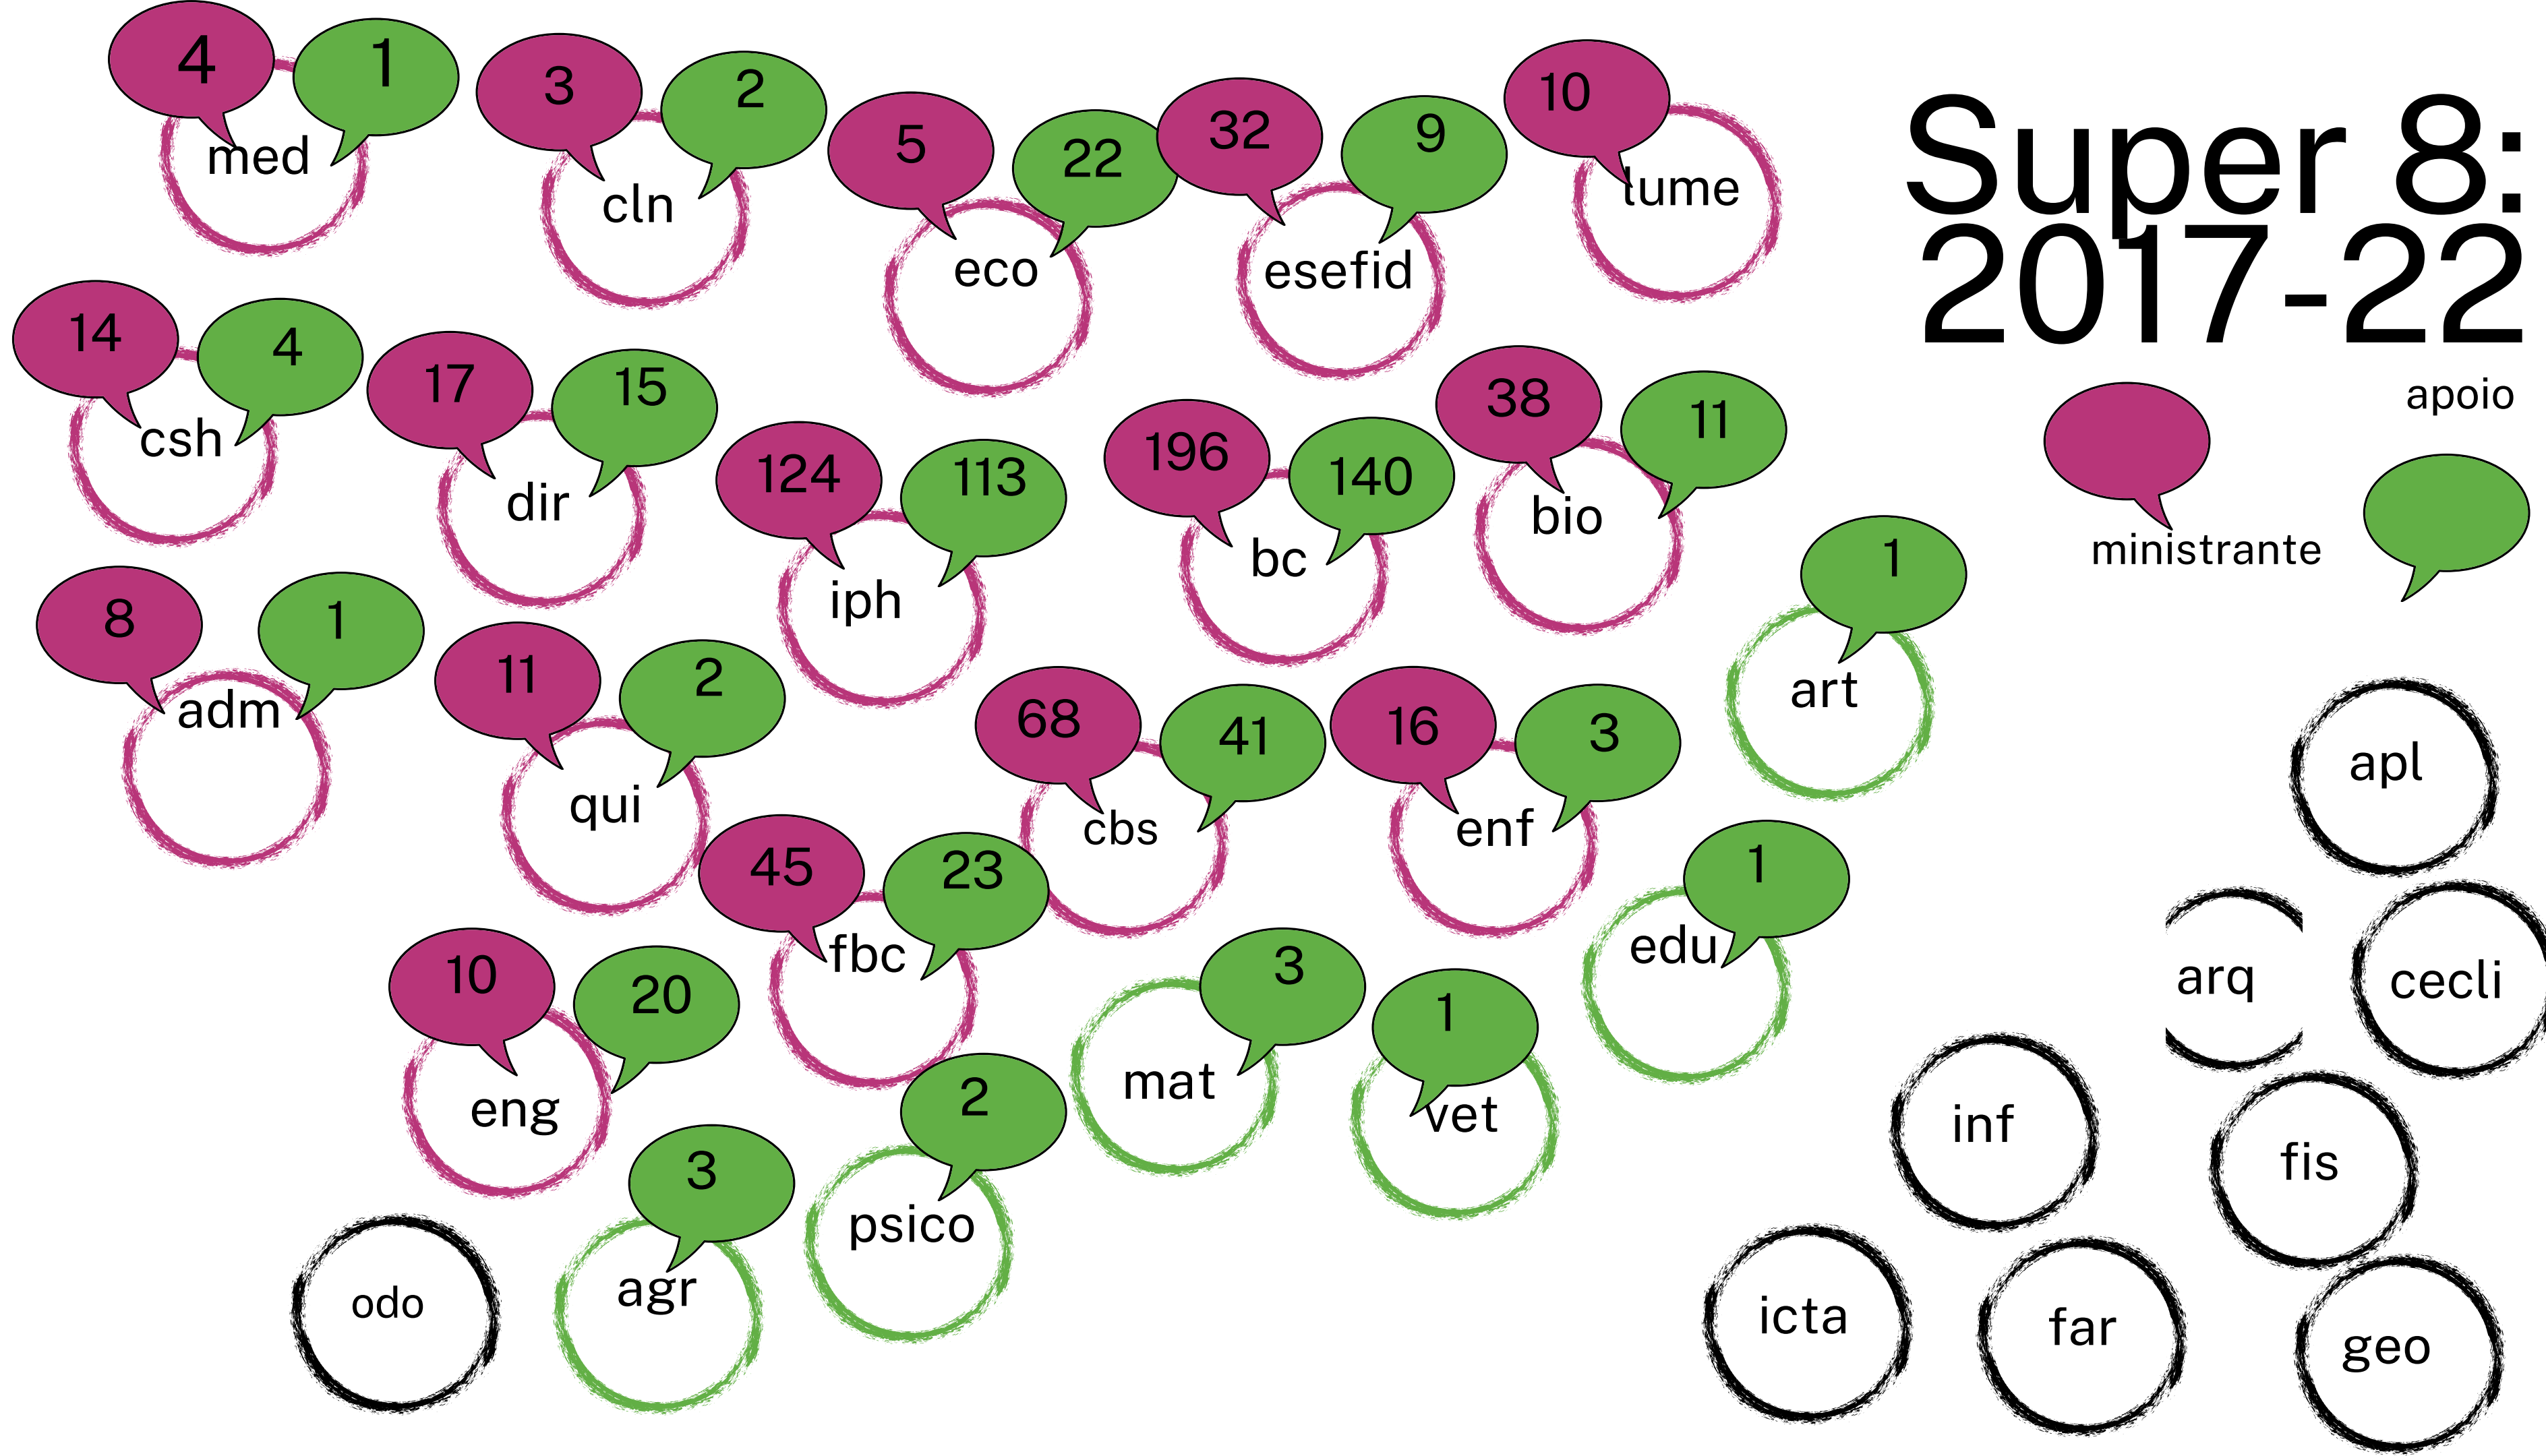 Super 8:
2017-22
apoio
ministrante
4
1
med
3
2
cln
5
22
eco
32
9
esefid
10
lume
14
4
csh
17
15
dir
124
113
iph
196
140
bc
38
11
bio
1
art
8
1
adm
11
2
qui
68
41
cbs
16
3
enf
45
23
fbc
1
edu
10
20
eng
3
mat
1
vet
2
psico
3
agr
odo
apl
arq
cecli
inf
fis
icta
far
geo